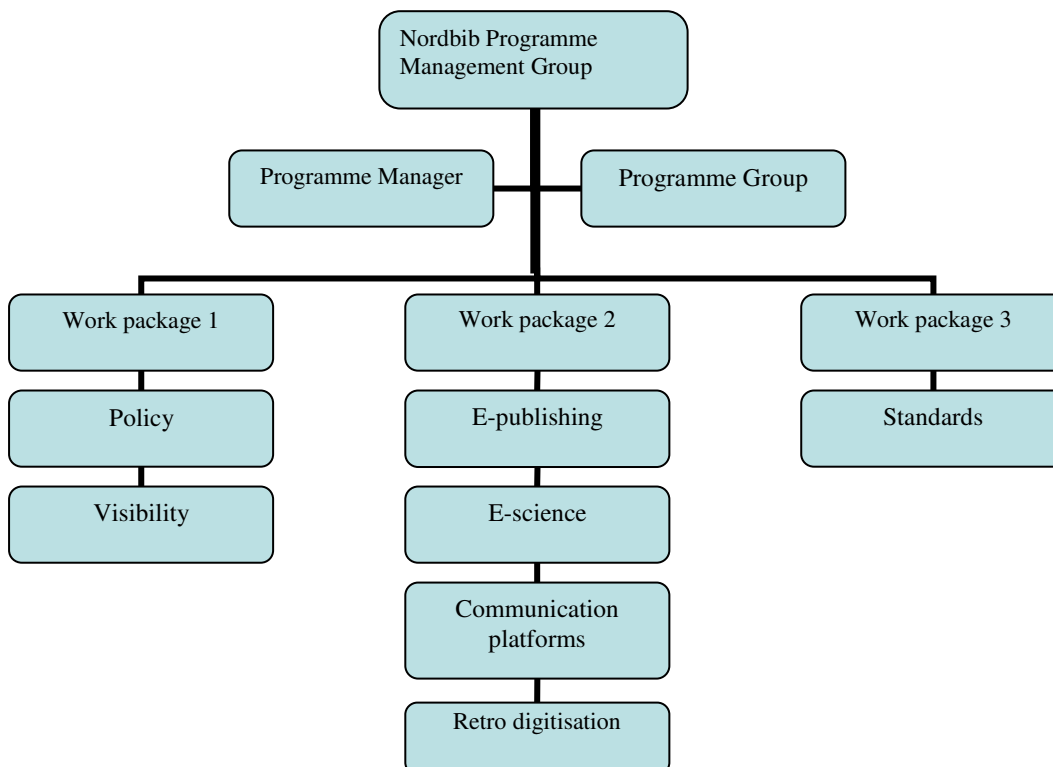 Nordbib Programme
Management Group
Programme Manager
Programme Group
Work package 1
Work package 2
Work package 3
Policy
E-publishing
Standards
Visibility
E-science
Communication
platforms
Retro digitisation